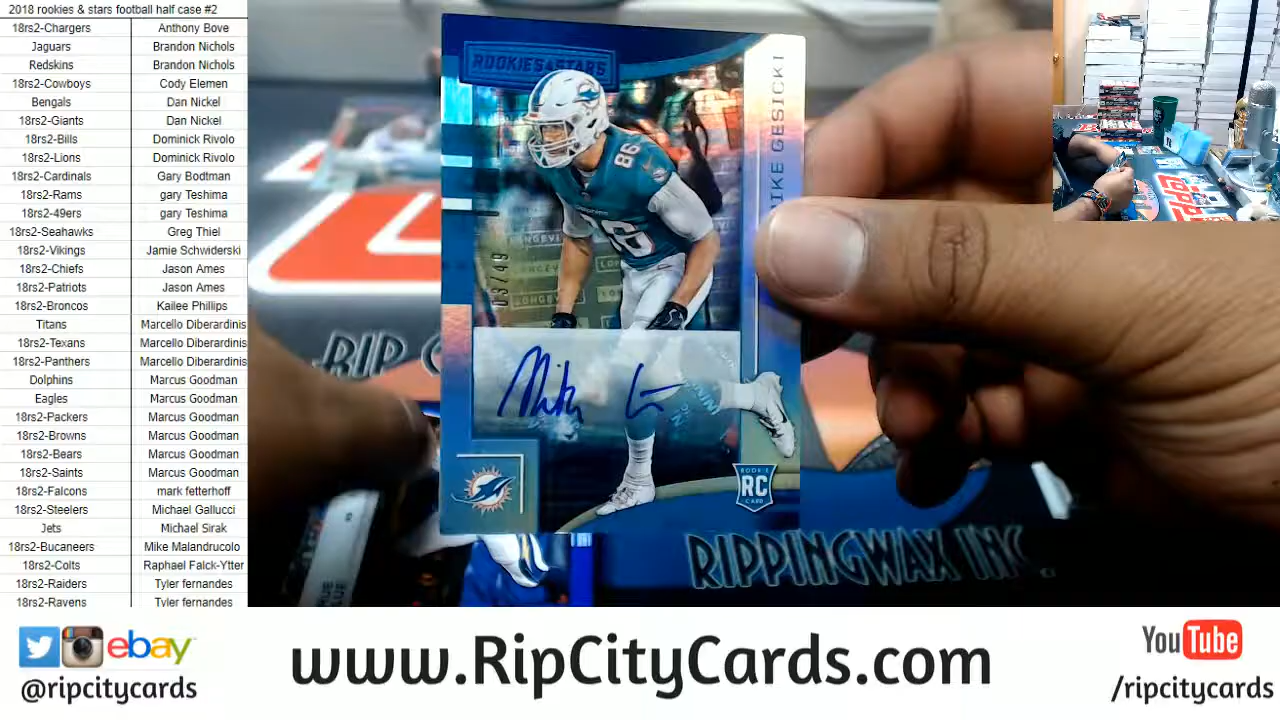 2018 rookies & stars football half case #2
18rs2-Chargers Anthony Bove
Jaguars Brandon Nichols
Redskins Brandon Nichols
18rs2-Cowboys Cody Elemen
Bengals Dan Nickel
18rs2-Giants Dan Nickel
18rs2-Bills Dominick Rivolo
18rs2-Lions Dominick Rivolo
18rs2-Cardinals Gary Bodtman
18rs2-Rams gary Teshima
18rs2-49ers gary Teshima
18rs2-Seahawks Greg Thiel
18rs2-Vikings Jamie Schwiderski
18rs2-Chiefs Jason Ames
18rs2-Patriots Jason Ames
18rs2-Broncos Kailee Phillips
Titans Marcello Diberardinis
18rs2-Texans Marcello Diberardinis
18rs2-Panthers Marcello Diberardinis
Dolphins Marcus Goodman
Eagles Marcus Goodman
18rs2-Packers Marcus Goodman
18rs2-Browns Marcus Goodman
18rs2-Bears Marcus Goodman
18rs2-Saints Marcus Goodman
18rs2-Falcons mark fetterhoff
18rs2-Steelers Michael Gallucci
Jets Michael Sirak
18rs2-Bucaneers Mike Malandrucolo
18rs2-Colts Raphael Falck-Ytter
18rs2-Raiders Tyler fernandes
18rs2-Ravens Tyler fernandes
ROOKIES & STARS
MIKE GESICKI
86
86
03/49
LONGEVITY
ROOKIE
RC
CARD
RIP C
RIPPINGWAX INC.
ebay
@ripcitycards
www.RipCityCards.com
YouTube
/ripcitycards